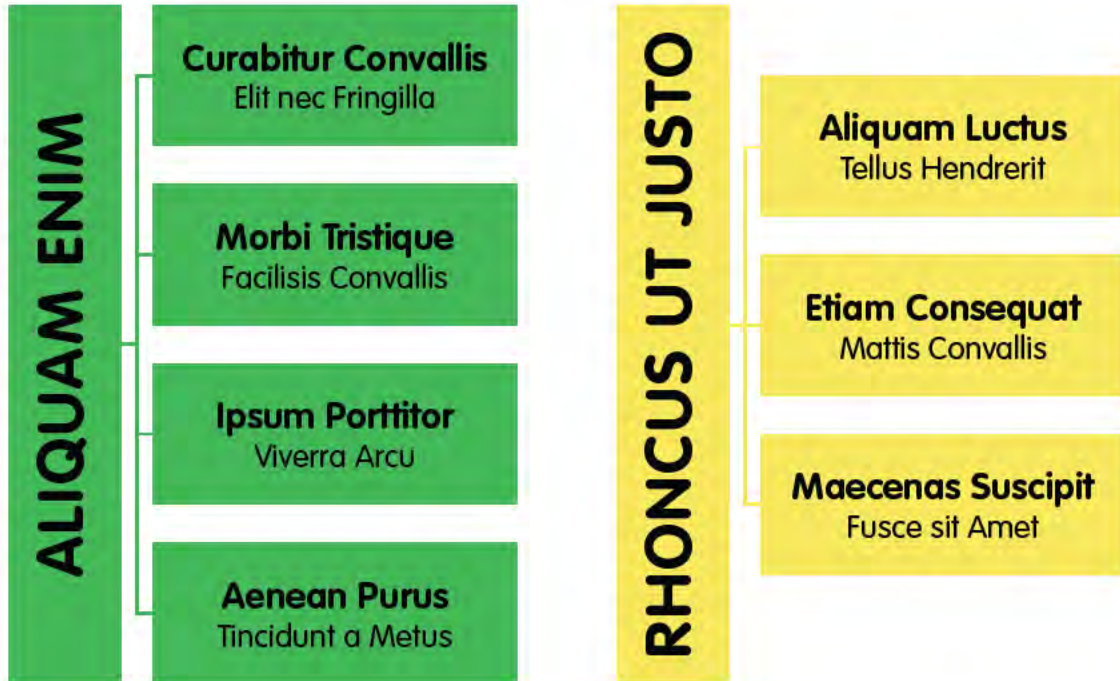 ALIQUAM ENIM
Curabitur Convallis
Elit nec Fringilla
Morbi Tristique
Facilisis Convallis
Ipsum Porttitor
Viverra Arcu
Aenean Purus
Tincidunt a Metus
RHONCUS UT JUSTO
Aliquam Luctus
Tellus Hendrerit
Etiam Consequat
Mattis Convallis
Maecenas Suscipit
Fusce sit Amet